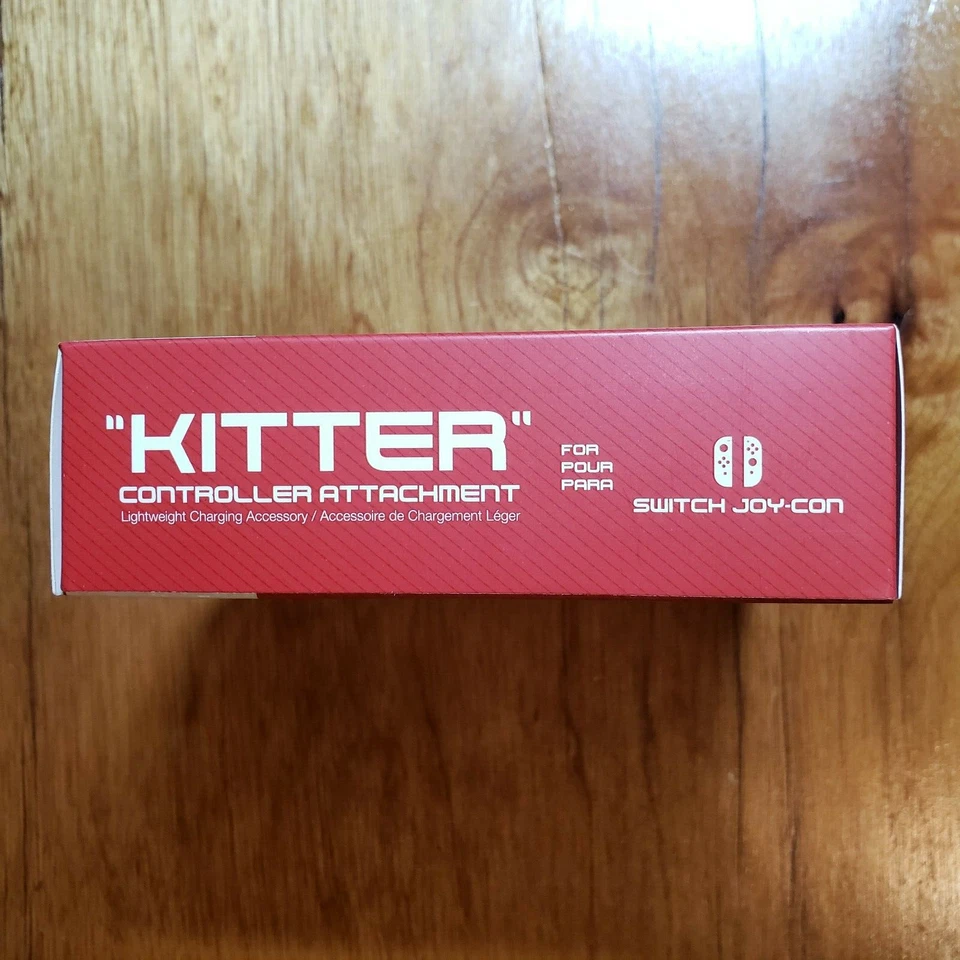 "KITTER"
CONTROLLER ATTACHMENT
Lightweight Charging Accessory / Accessoire de Chargement Léger
FOR
POUR
PARA
SWITCH JOY-CON